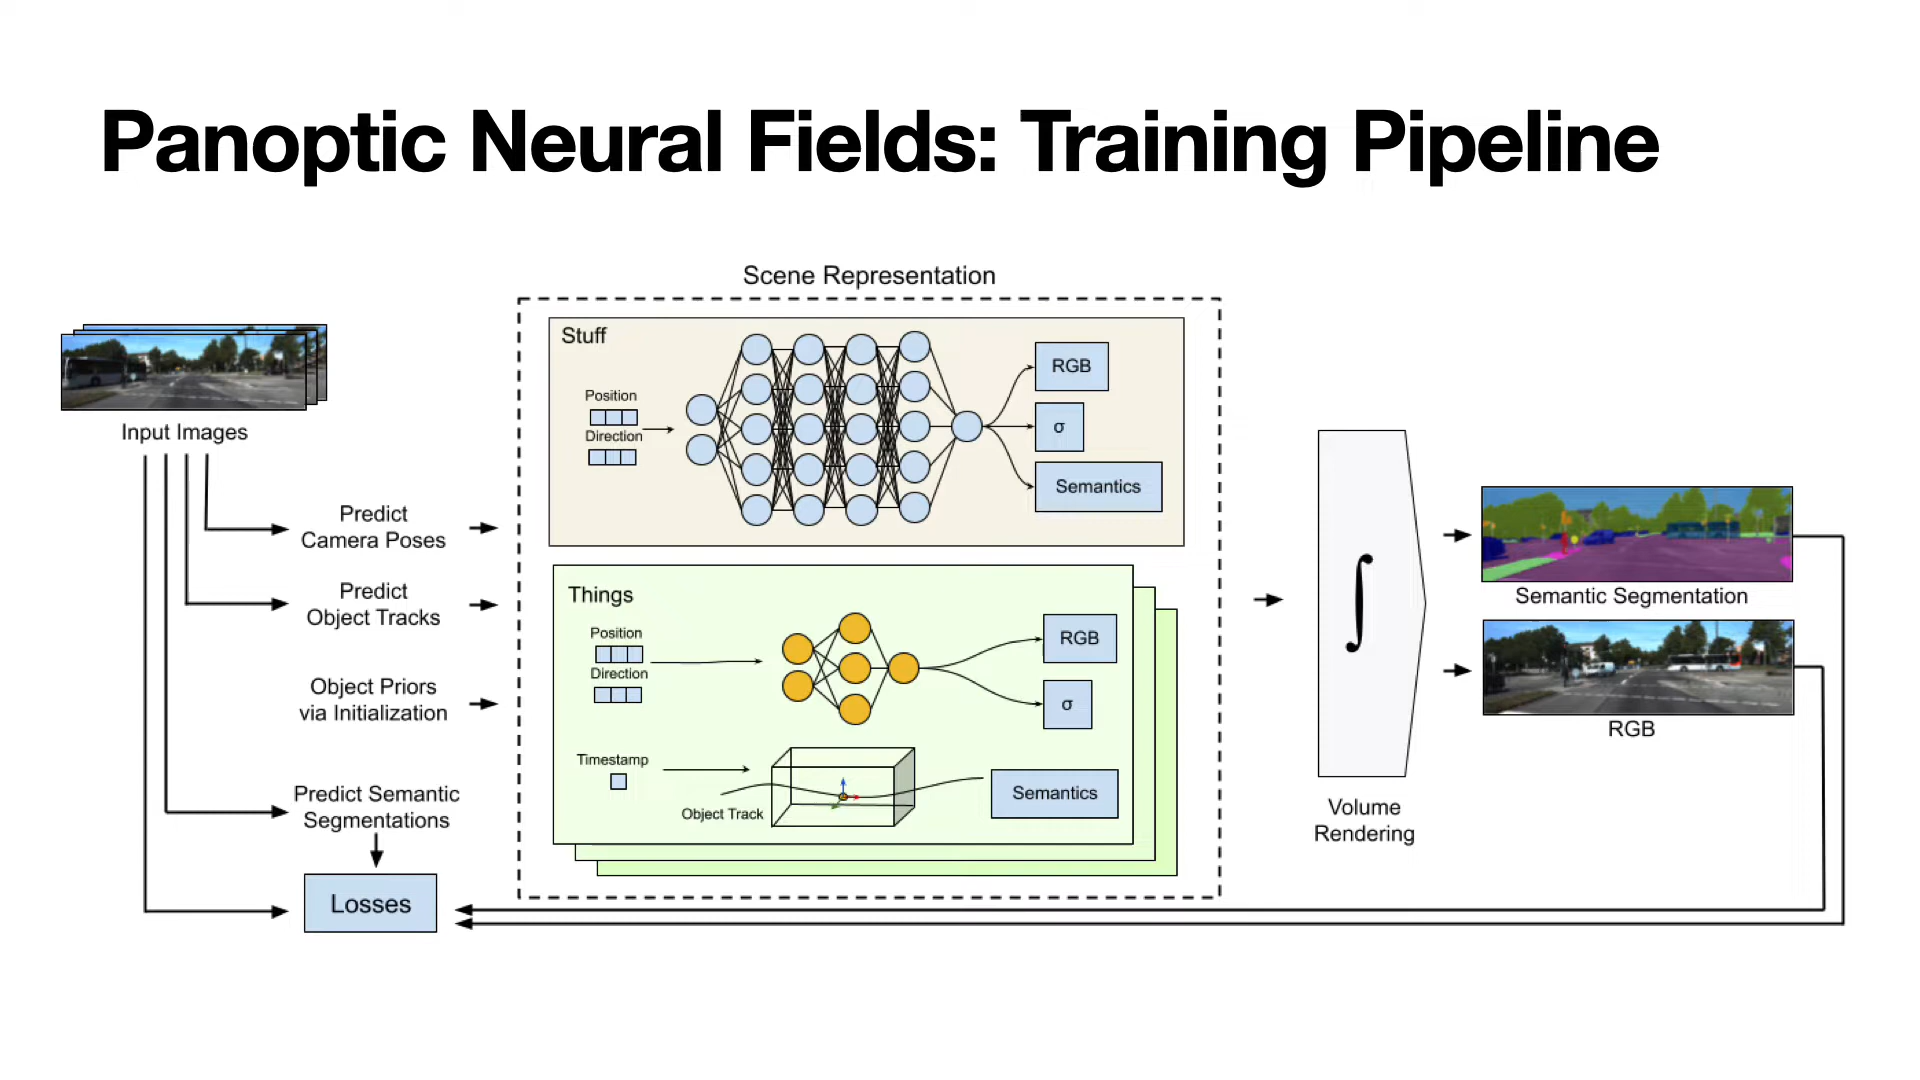 Panoptic Neural Fields: Training Pipeline
Scene Representation
Input Images
Predict
Camera Poses
Predict
Object Tracks
Object Priors
via Initialization
Predict Semantic
Segmentations
Losses
Stuff
Position
Direction
RGB
σ
Semantics
Things
Position
Direction
RGB
σ
Timestamp
Object Track
Semantics
∫
Volume
Rendering
Semantic Segmentation
RGB